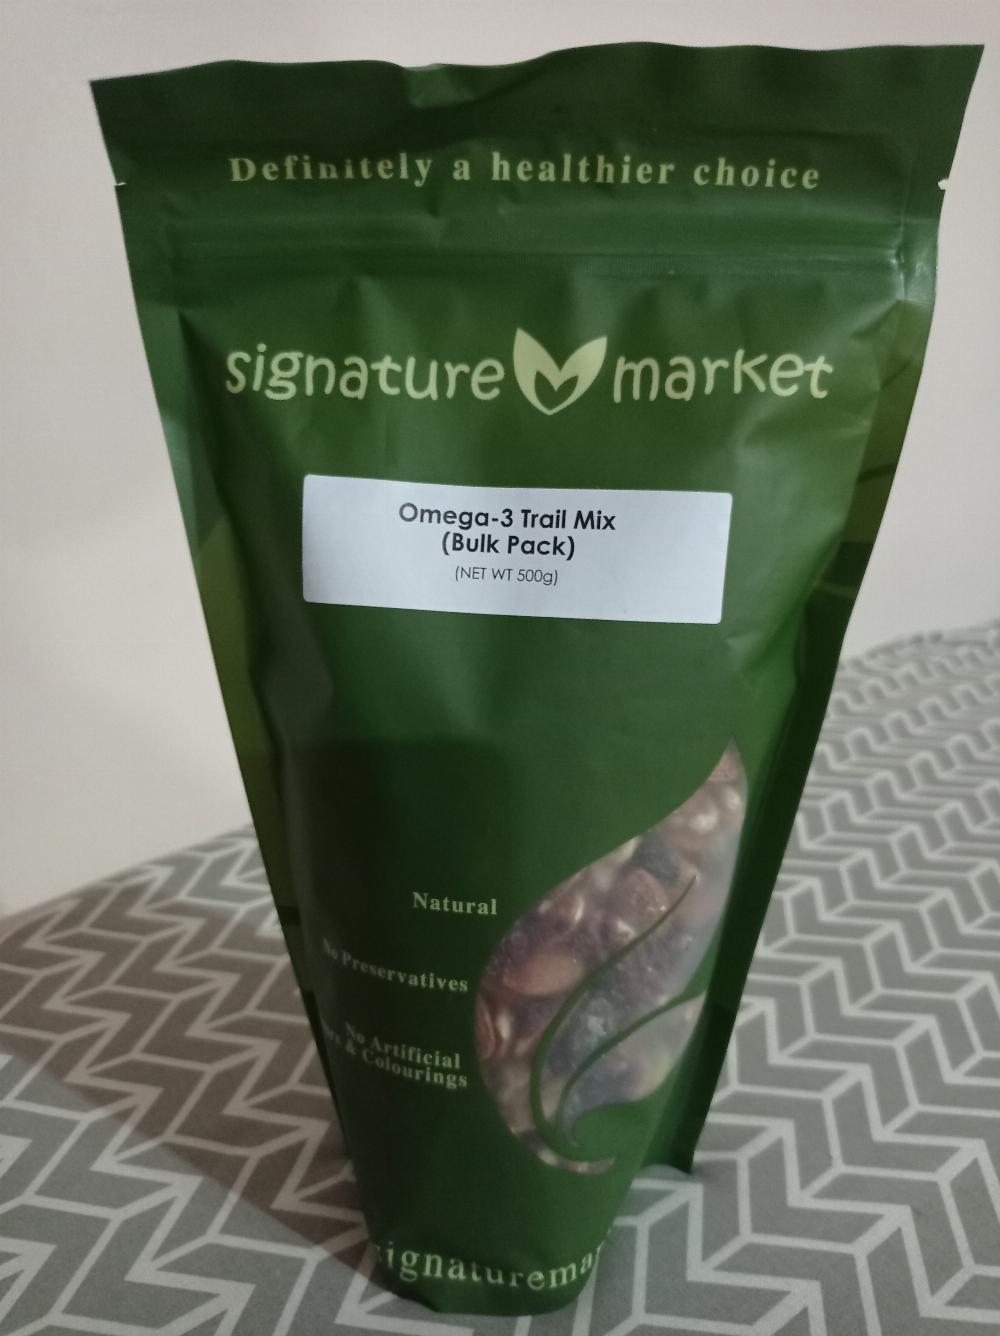 Definitely a healthier choice
signature market
Omega-3 Trail Mix
(Bulk Pack)
(NET WT 500g)
Natural
No Preservatives
No Artificial
& Colourings